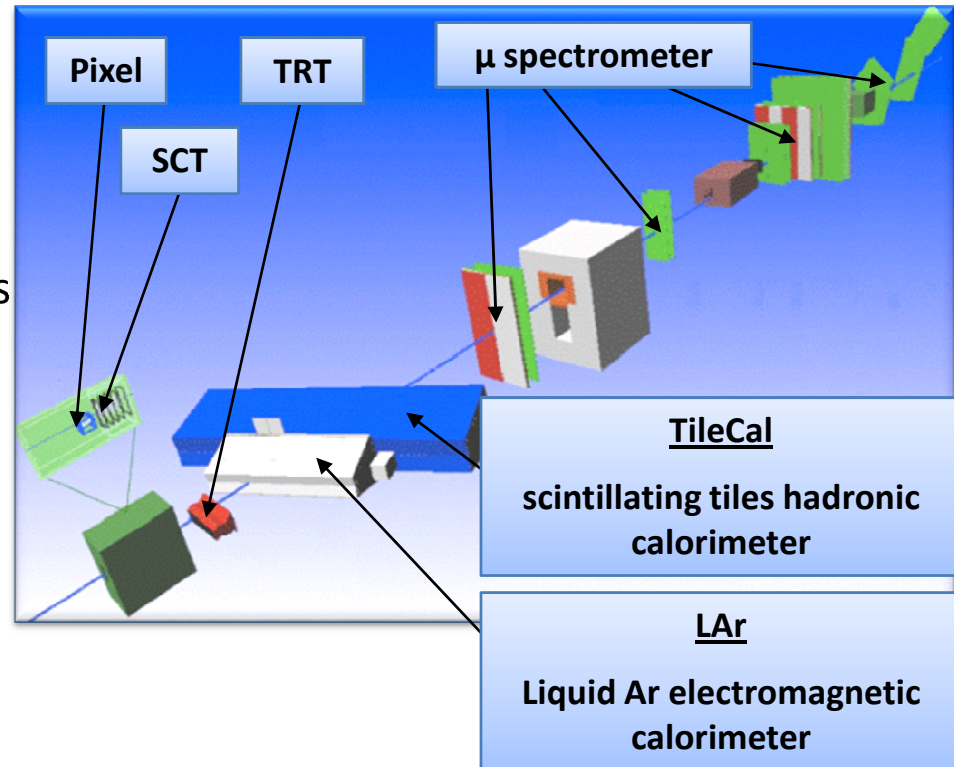 Pixel
TRT
μ spectrometer
SCT
s
TileCal
scintillating tiles hadronic
calorimeter
LAr
Liquid Ar electromagnetic
calorimeter